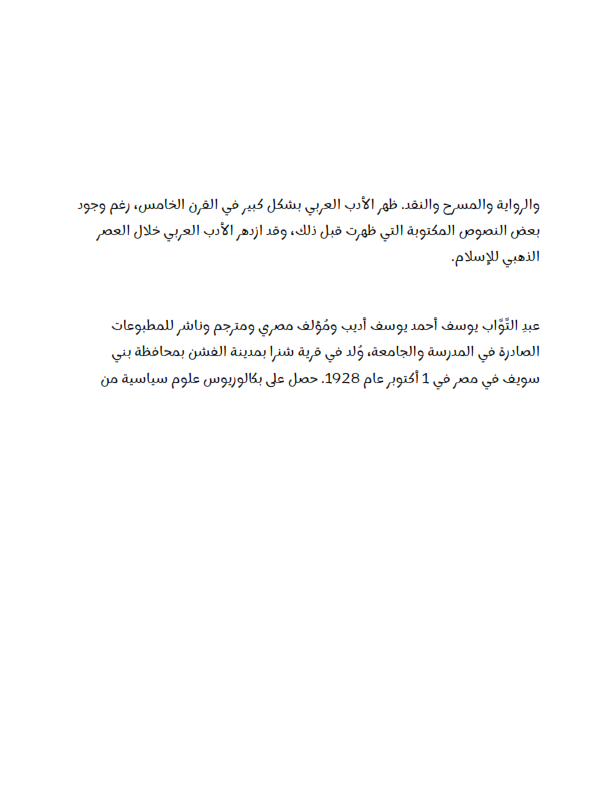 والرواية والمسرح والنقد. ظهر الأدب العربي بشكل كبير في القرن الخامس، رغم وجود
بعض النصوص المكتوبة التي ظهرت قبل ذلك، وقد ازدهر الأدب العربي خلال العصر
الذهبي للإسلام.
عبد التَّوَّاب يوسف أحمد يوسف أديب ومُؤلف مصري ومترجم وناشر للمطبوعات
الصادرة في المدرسة والجامعة، وُلد في قرية شنرا بمدينة الفشن بمحافظة بني
سويف في مصر في 1 أكتوبر عام 1928. حصل على بكالوريوس علوم سياسية من